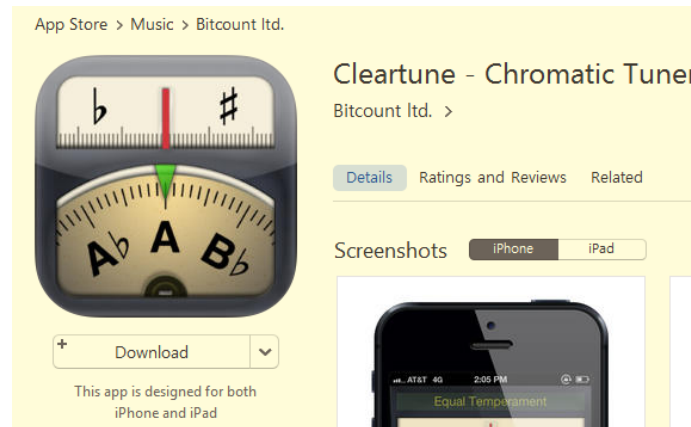 App Store > Music > Bitcount ltd.
Cleartune - Chromatic Tuner
Bitcount ltd. >
Details Ratings and Reviews Related
♭ ♯
A♭ A B♭
Screenshots iPhone iPad
+ Download
This app is designed for both
iPhone and iPad
AT&T 4G 2:05 PM
Equal Temperament